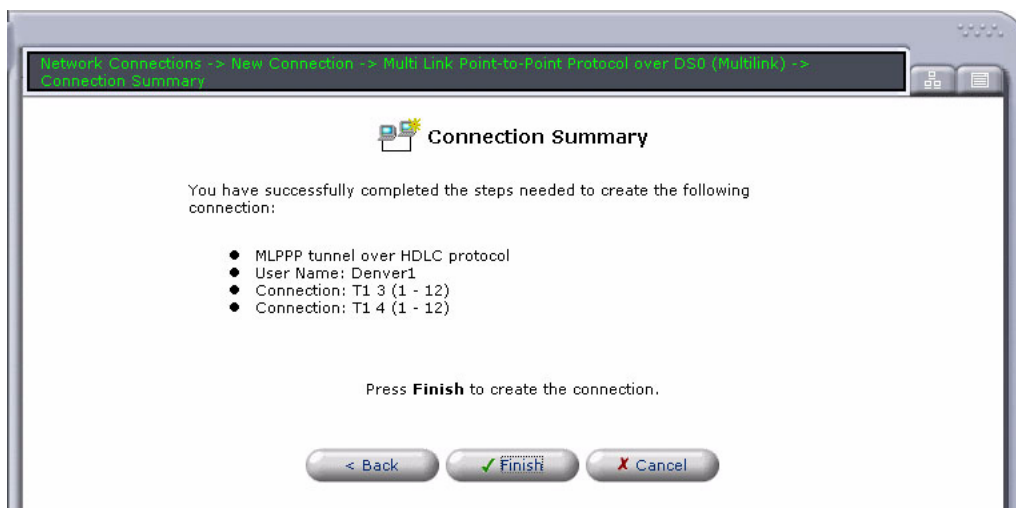 Network Connections -> New Connection -> Multi Link Point-to-Point Protocol over DS0 (Multilink) ->
Connection Summary
Connection Summary
You have successfully completed the steps needed to create the following
connection:
MLPPP tunnel over HDLC protocol
User Name: Denver1
Connection: T1 3 (1 - 12)
Connection: T1 4 (1 - 12)
Press Finish to create the connection.
< Back
Finish
Cancel